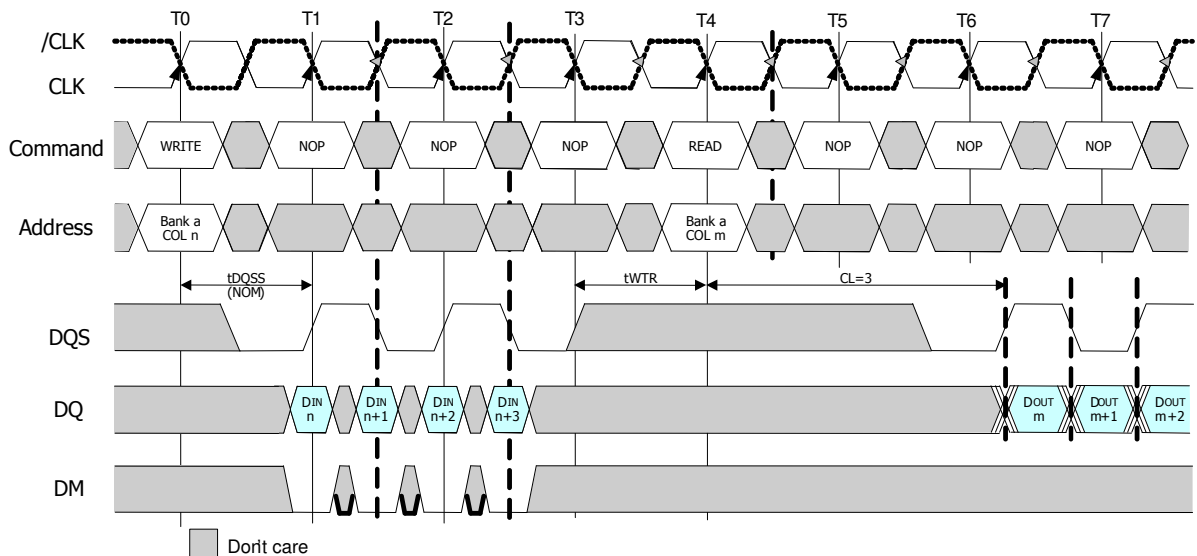 T0 T1 T2 T3 T4 T5 T6 T7
/CLK
CLK
Command WRITE NOP NOP NOP READ NOP NOP NOP
Address
Bank a
COL n
Bank a
COL m
tDQSS
(NOM)
tWTR
CL=3
DQS
DQ
DIN
n
DIN
n+1
DIN
n+2
DIN
n+3
DOUT
m
DOUT
m+1
DOUT
m+2
DM
Don't care